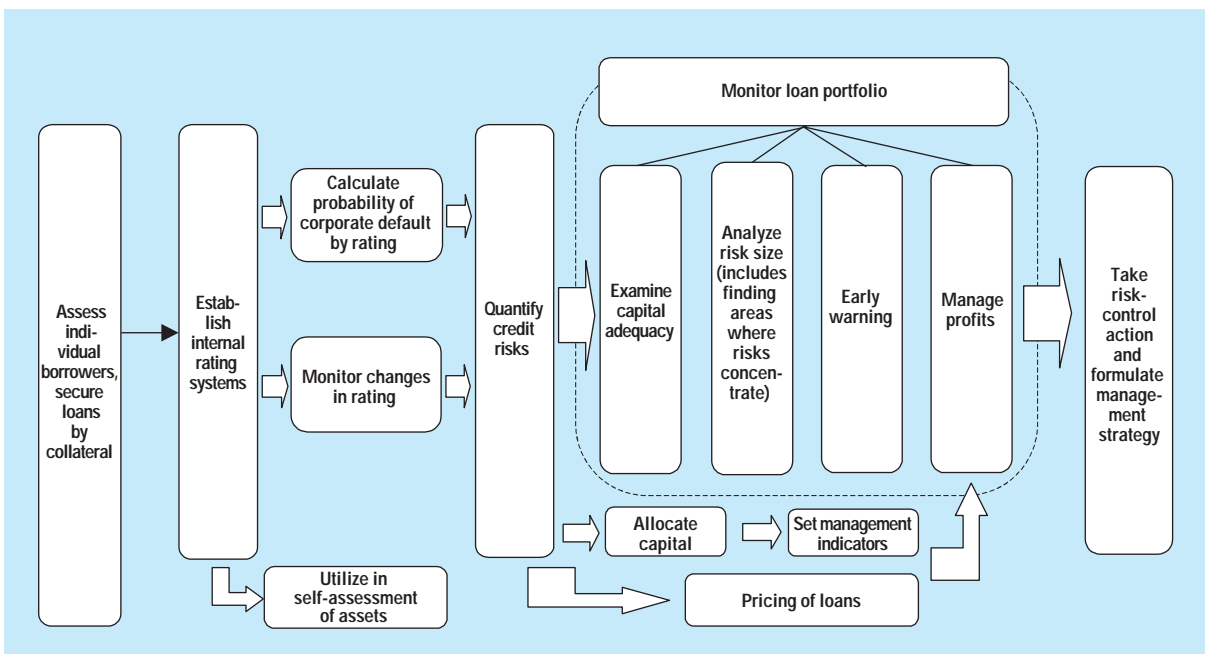 Monitor loan portfolio
Assess
indi-
vidual
borrowers,
secure
loans
by
collateral
Estab-
lish
internal
rating
systems
Calculate
probability of
corporate default
by rating
Monitor changes
in rating
Utilize in
self-assessment
of assets
Quantify
credit
risks
Examine
capital
adequacy
Analyze
risk size
(includes
finding
areas
where
risks
concen-
trate)
Early
warning
Manage
profits
Allocate
capital
Set management
indicators
Pricing of loans
Take
risk-
control
action
and
formulate
manage-
ment
strategy